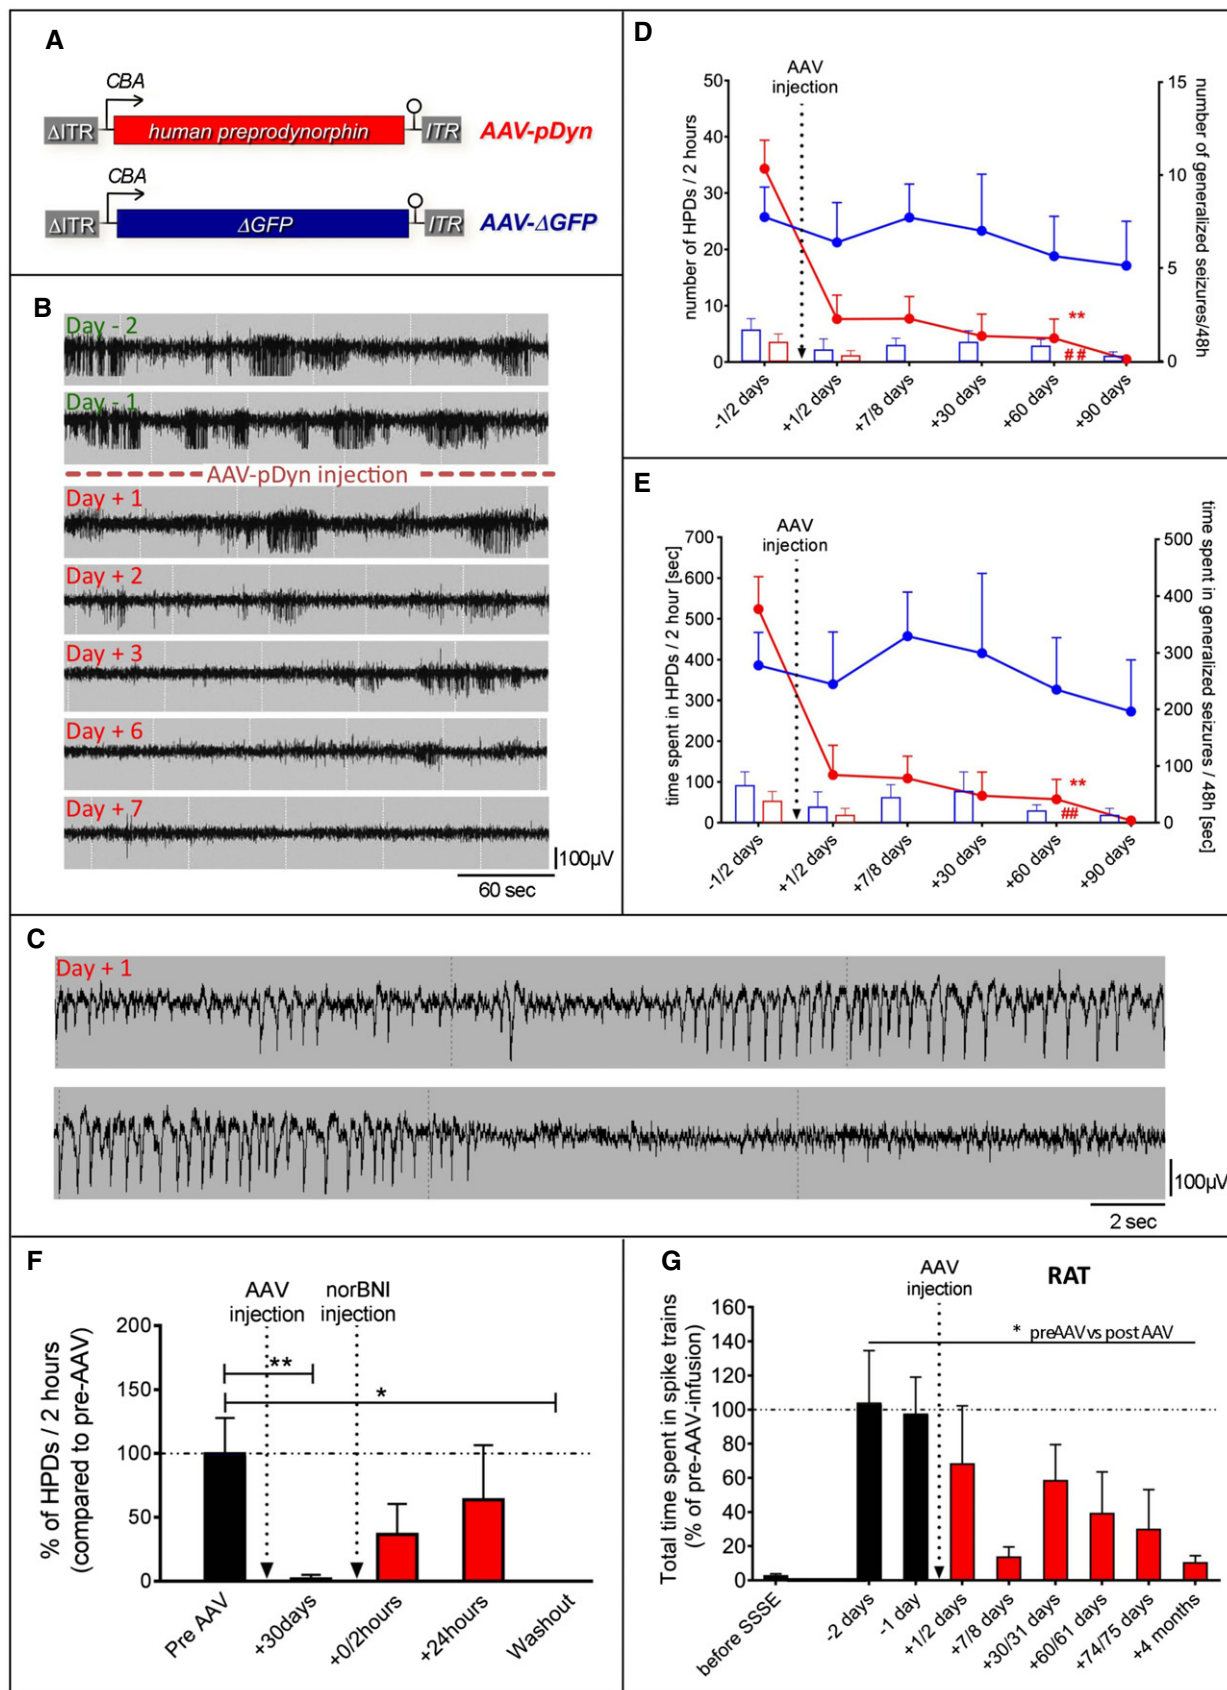 A
CBA
ΔITR
human preprodynorphin
ITR
AAV-pDyn
CBA
ΔITR
ΔGFP
ITR
AAV-ΔGFP
B
Day - 2
Day - 1
AAV-pDyn injection
Day + 1
Day + 2
Day + 3
Day + 6
Day + 7
100µV
60 sec
C
Day + 1
100µV
2 sec
D
AAV
injection
number of HPDs / 2 hours
50
40
30
20
10
0
number of generalized seizures/48h
15
10
5
0
**
##
-1/2 days
+1/2 days
+7/8 days
+30 days
+60 days
+90 days
E
AAV
injection
time spent in HPDs / 2 hour [sec]
700
600
500
400
300
200
100
0
time spent in generalized seizures / 48h [sec]
500
400
300
200
100
0
**
##
-1/2 days
+1/2 days
+7/8 days
+30 days
+60 days
+90 days
F
AAV
injection
norBNI
injection
% of HPDs / 2 hours
(compared to pre-AAV)
200
150
100
50
0
**
*
Pre AAV
+30days
+0/2hours
+24hours
Washout
G
AAV
injection
RAT
Total time spent in spike trains
(% of pre-AAV-infusion)
160
140
120
100
80
60
40
20
0
* preAAV vs post AAV
before SSSE
-2 days
-1 day
+1/2 days
+7/8 days
+30/31 days
+60/61 days
+74/75 days
+4 months